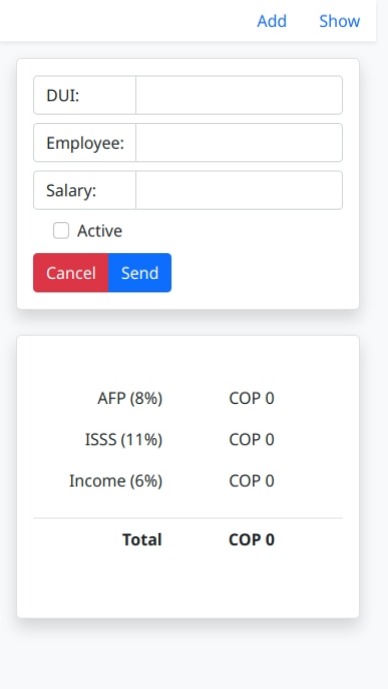 Add Show
DUI:
Employee:
Salary:
Active
Cancel Send
AFP (8%) COP 0
ISSS (11%) COP 0
Income (6%) COP 0
Total COP 0